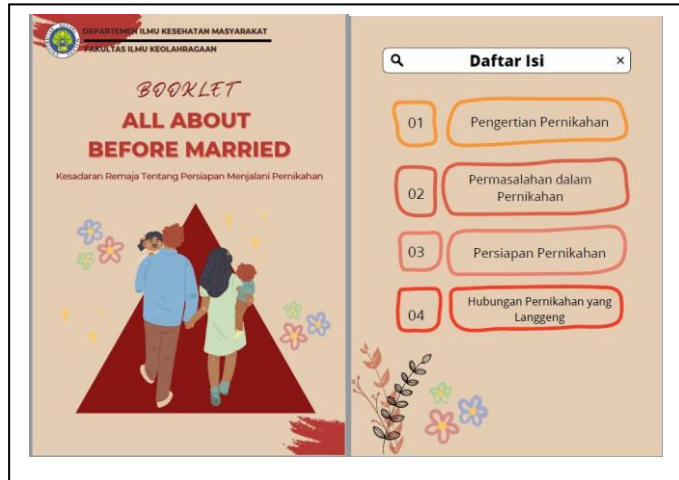 DEPARTEMEN ILMU KESEHATAN MASYARAKAT
FAKULTAS ILMU KEOLAHRAGAAN
BOOKLET
ALL ABOUT
BEFORE MARRIED
Kesadaran Remaja Tentang Persiapan Menjalani Pernikahan
Daftar Isi
01 Pengertian Pernikahan
02 Permasalahan dalam
Pernikahan
03 Persiapan Pernikahan
04 Hubungan Pernikahan yang
Langgeng